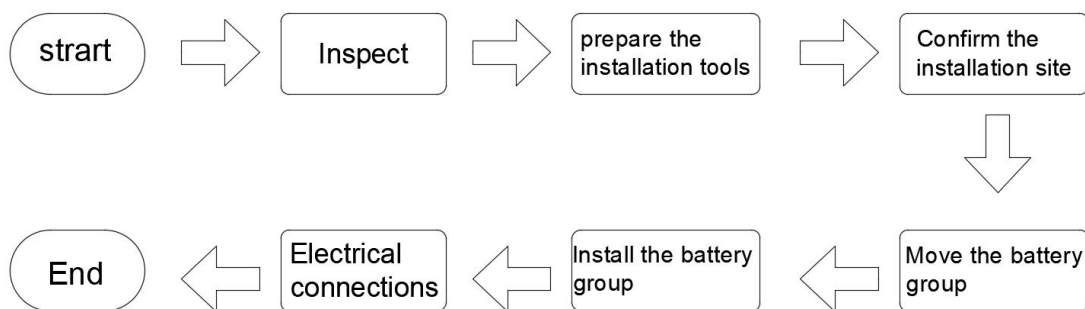 strart
Inspect
prepare the
installation tools
Confirm the
installation site
End
Electrical
connections
Install the battery
group
Move the battery
group